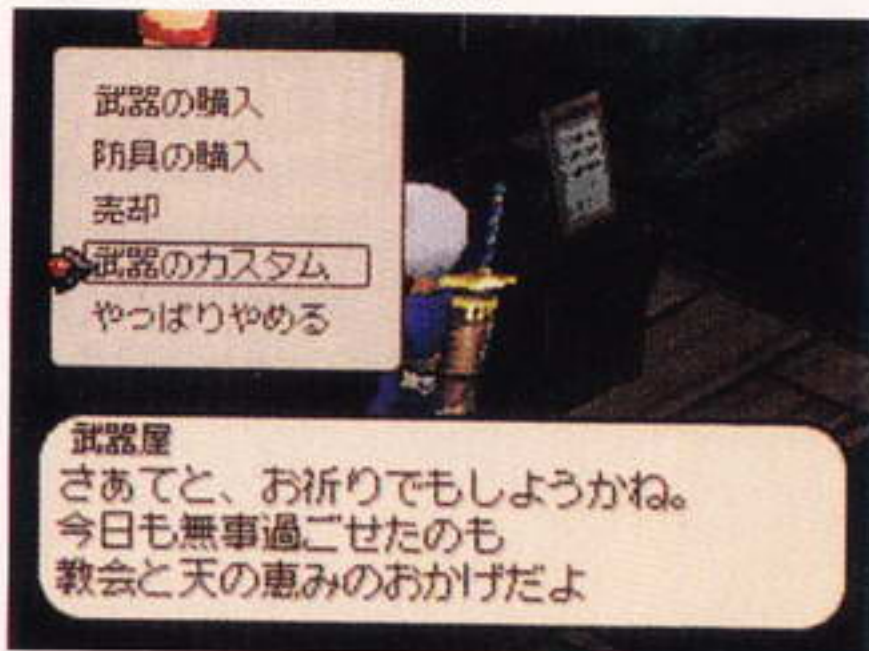 武器の購入
防具の購入
売却
武器のカスタム
やっぱりやめる
武器屋
さあてと、お祈りでもしようかね。
今日も無事過ごせたのも
教会と天の恵みのおかげだよ